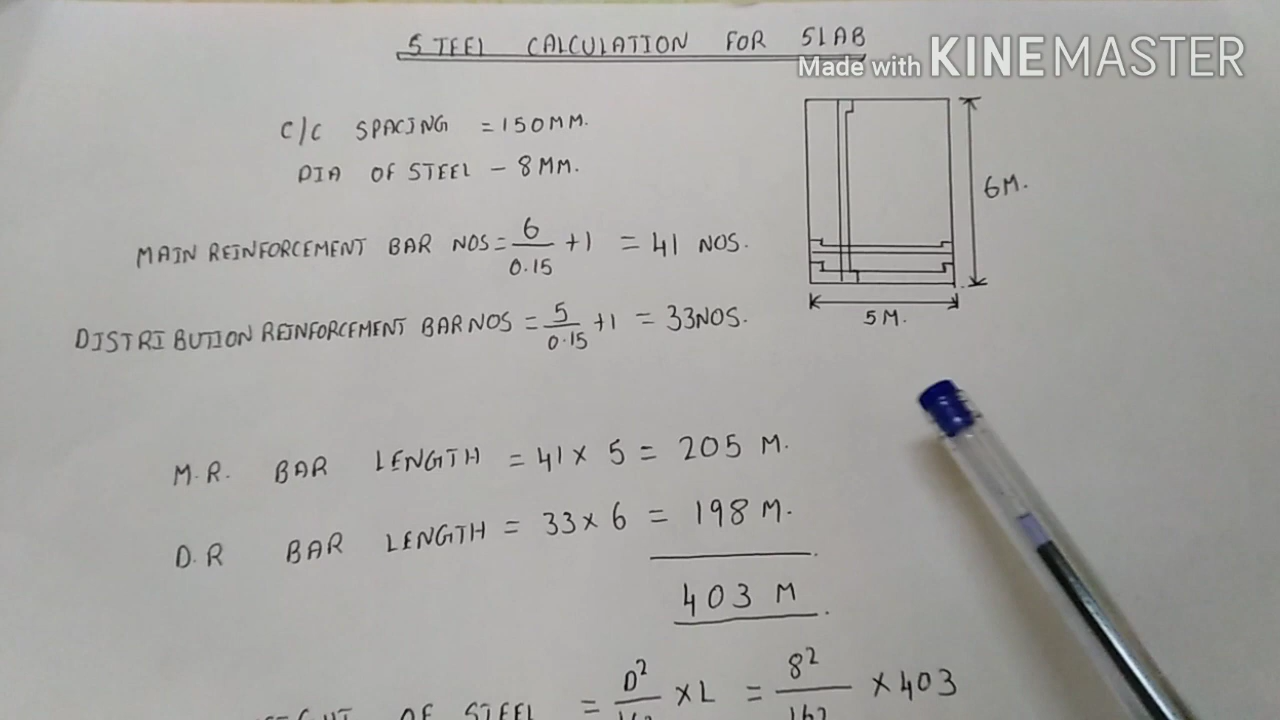 STEEL CALCULATION FOR SLAB
Made with KINEMASTER
C/C SPACING = 150MM.
DIA OF STEEL - 8MM.
6M.
5M.
MAIN REINFORCEMENT BAR NOS = 6/0.15 + 1 = 41 NOS.
DISTRIBUTION REINFORCEMENT BAR NOS = 5/0.15 + 1 = 33NOS.
M.R. BAR LENGTH = 41 x 5 = 205 M.
D.R BAR LENGTH = 33 x 6 = 198 M.
403 M.
OF STEEL = D²/162 x L = 8²/162 x 403